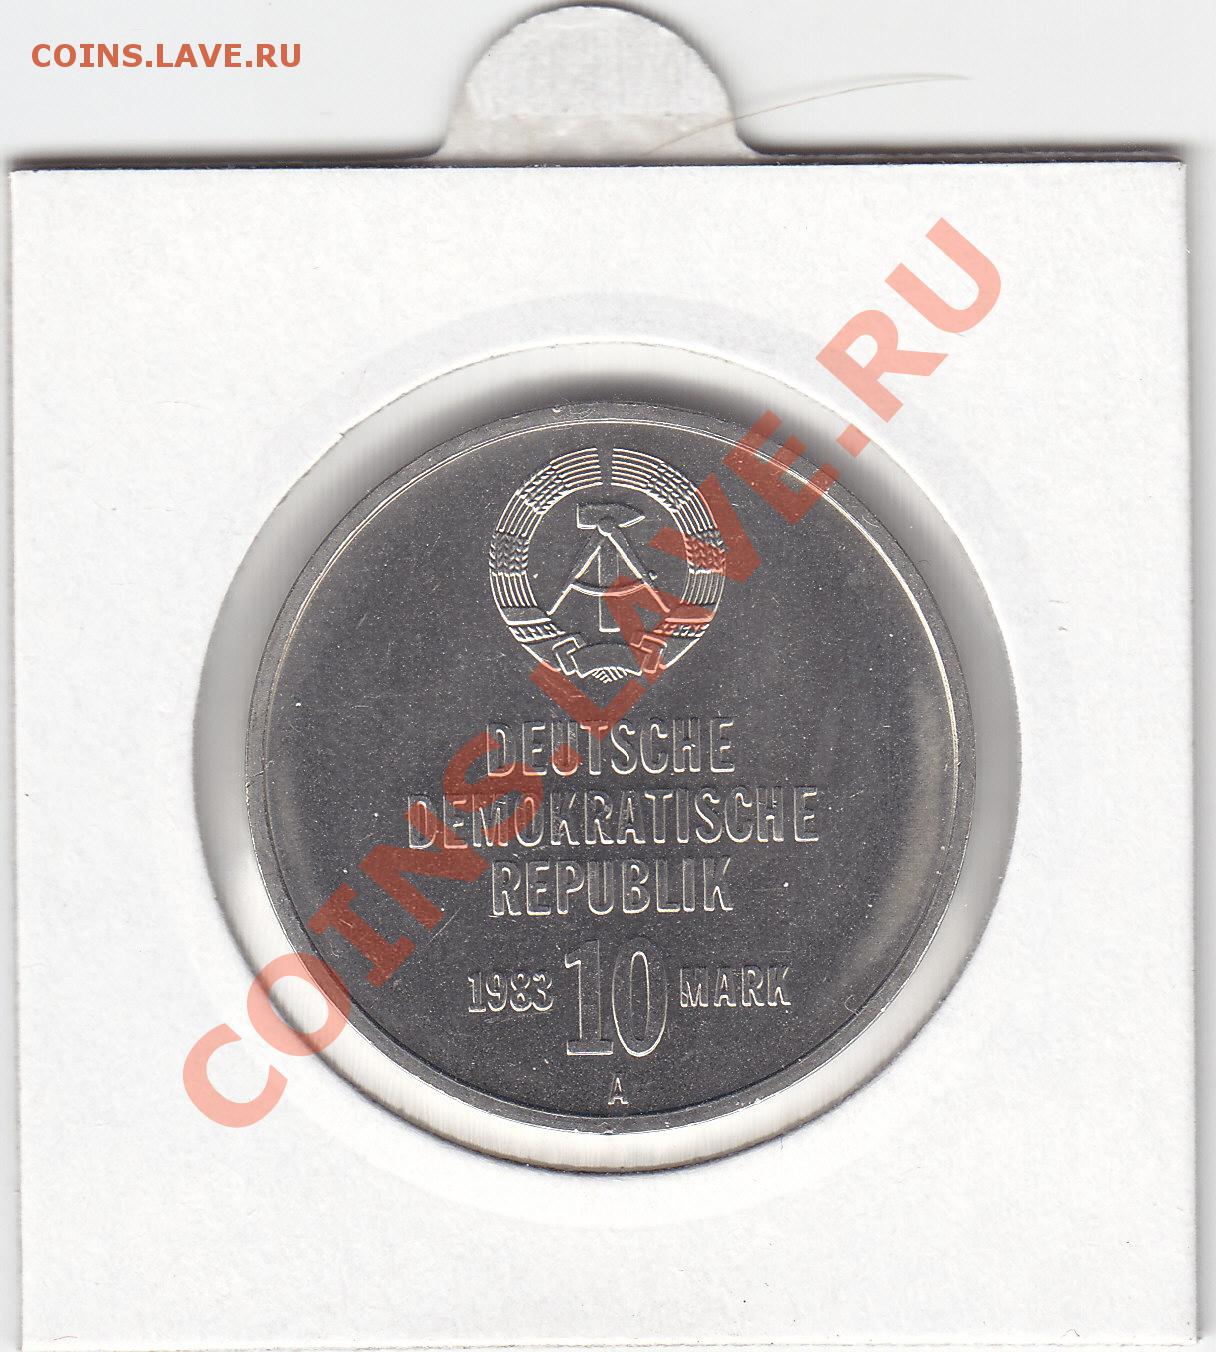 COINS.LAVE.RU
COINS.LAVE.RU
DEUTSCHE
DEMOKRATISCHE
REPUBLIK
1983 10 MARK
A